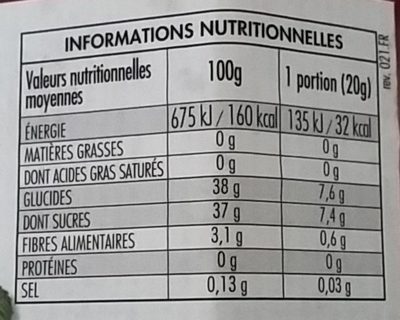 INFORMATIONS NUTRITIONNELLES
Valeurs nutritionnelles moyennes 100g 1 portion (20g)
ÉNERGIE 675 kJ / 160 kcal 135 kJ / 32 kcal
MATIÈRES GRASSES 0 g 0 g
DONT ACIDES GRAS SATURÉS 0 g 0 g
GLUCIDES 38 g 7,6 g
DONT SUCRES 37 g 7,4 g
FIBRES ALIMENTAIRES 3,1 g 0,6 g
PROTÉINES 0 g 0 g
SEL 0,13 g 0,03 g
rev. 021.FR